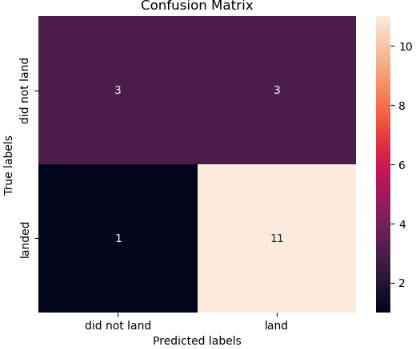 Confusion Matrix
True labels
did not land
3
3
landed
1
11
did not land
land
Predicted labels
10
8
6
4
2